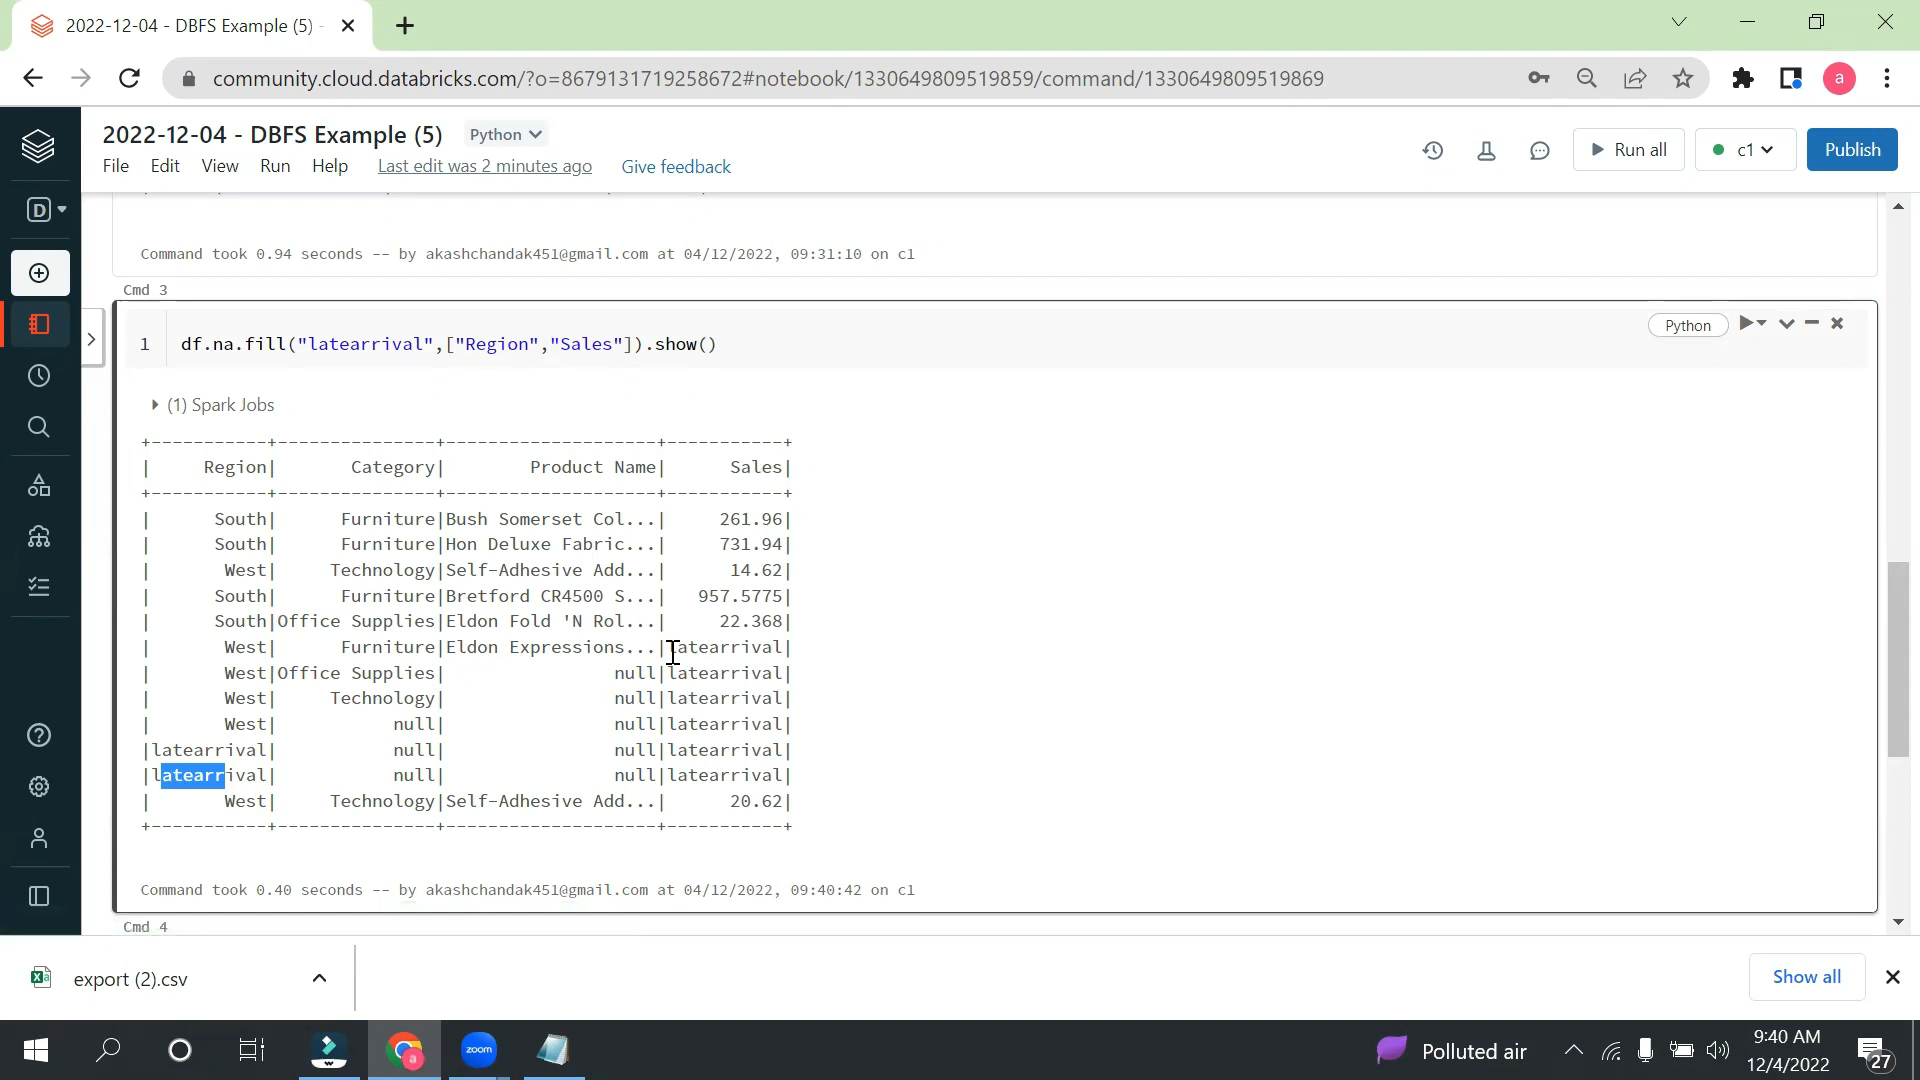 2022-12-04 - DBFS Example (5) -
community.cloud.databricks.com/?o=8679131719258672#notebook/1330649809519859/command/1330649809519869
a
2022-12-04 - DBFS Example (5) Python
File Edit View Run Help Last edit was 2 minutes ago Give feedback
Run all c1 Publish
D
Command took 0.94 seconds -- by akashchandak451@gmail.com at 04/12/2022, 09:31:10 on c1
Cmd 3
Python
1 df.na.fill("latearrival",["Region","Sales"]).show()
(1) Spark Jobs
+-----------+---------------+--------------------+-----------+
|     Region|       Category|        Product Name|      Sales|
+-----------+---------------+--------------------+-----------+
|      South|      Furniture|Bush Somerset Col...|     261.96|
|      South|      Furniture|Hon Deluxe Fabric...|     731.94|
|       West|     Technology|Self-Adhesive Add...|      14.62|
|      South|      Furniture|Bretford CR4500 S...|   957.5775|
|      South|Office Supplies|Eldon Fold 'N Rol...|     22.368|
|       West|      Furniture|Eldon Expressions...|latearrival|
|       West|Office Supplies|                null|latearrival|
|       West|     Technology|                null|latearrival|
|       West|           null|                null|latearrival|
|latearrival|           null|                null|latearrival|
|latearrival|           null|                null|latearrival|
|       West|     Technology|Self-Adhesive Add...|      20.62|
+-----------+---------------+--------------------+-----------+
Command took 0.40 seconds -- by akashchandak451@gmail.com at 04/12/2022, 09:40:42 on c1
Cmd 4
export (2).csv
Show all
zoom
Polluted air
9:40 AM
12/4/2022
27